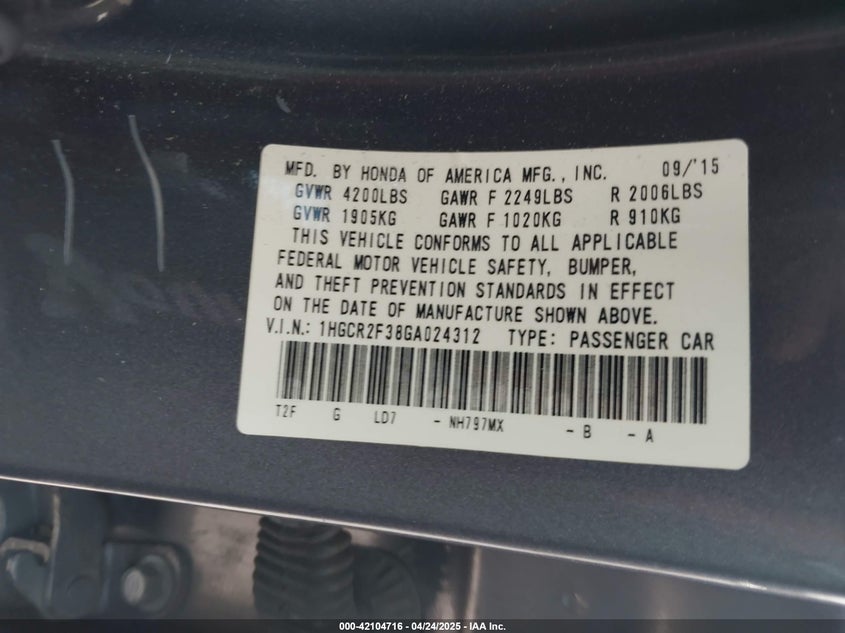 MFD. BY HONDA OF AMERICA MFG., INC. 09/'15
GVWR 4200LBS GAWR F 2249LBS R 2006LBS
GVWR 1905KG GAWR F 1020KG R 910KG
THIS VEHICLE CONFORMS TO ALL APPLICABLE
FEDERAL MOTOR VEHICLE SAFETY, BUMPER,
AND THEFT PREVENTION STANDARDS IN EFFECT
ON THE DATE OF MANUFACTURE SHOWN ABOVE.
V.I.N.: 1HGCR2F38GA024312 TYPE: PASSENGER CAR
T2F G LD7 - NH797MX - B - A
000-42104716 - 04/24/2025 - IAA Inc.